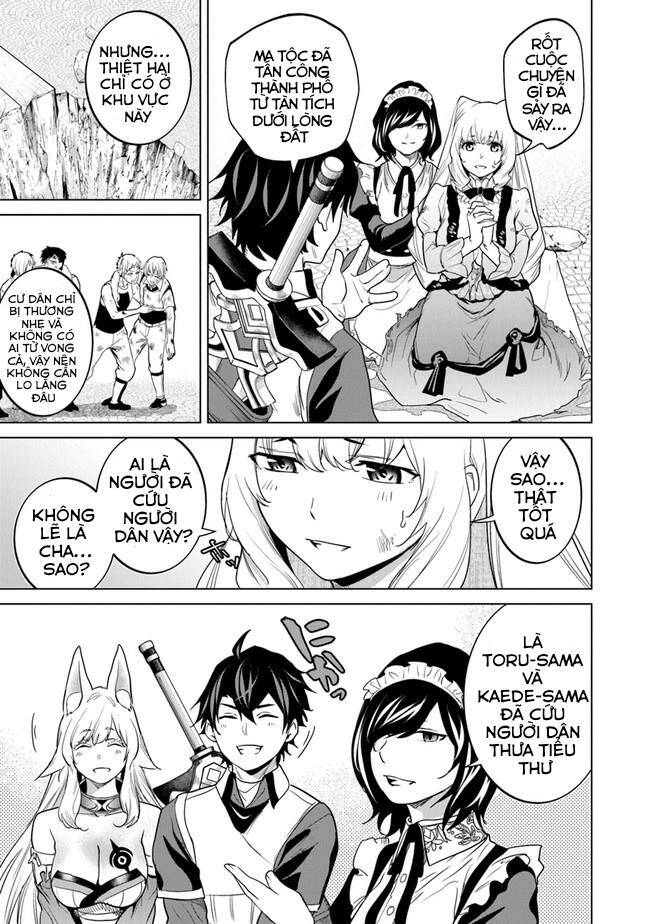 RỐT
CUỘC
CHUYỆN
GÌ ĐÃ
SẢY RA
VẬY...
MA TỘC ĐÃ
TẤN CÔNG
THÀNH PHỐ
TỪ TÀN TÍCH
DƯỚI LÒNG
ĐẤT
NHƯNG...
THIỆT HẠI
CHỈ CÓ Ở
KHU VỰC
NÀY
CƯ DÂN CHỈ
BỊ THƯƠNG
NHẸ VÀ
KHÔNG CÓ
AI TỬ VONG
CẢ, VẬY NÊN
KHÔNG CẦN
LO LẮNG
ĐÂU
VẬY
SAO...
THẬT
TỐT
QUÁ
AI LÀ
NGƯỜI ĐÃ
CỨU
NGƯỜI
DÂN VẬY?
KHÔNG
LẼ LÀ
CHA...
SAO?
LÀ
TORU-SAMA
VÀ
KAEDE-SAMA
ĐÃ CỨU
NGƯỜI DÂN
THƯA TIỂU
THƯ